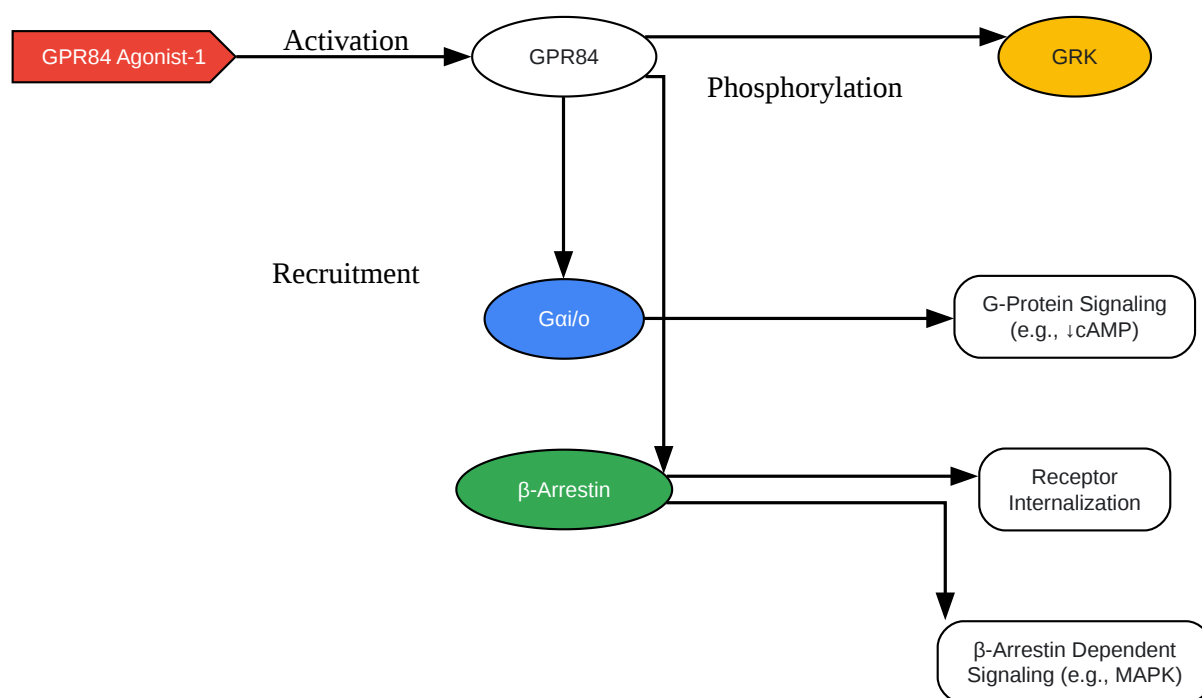 GPR84 Agonist-1
Activation
GPR84
GRK
Phosphorylation
Recruitment
Gαi/o
G-Protein Signaling
(e.g., ↓cAMP)
β-Arrestin
Receptor
Internalization
β-Arrestin Dependent
Signaling (e.g., MAPK)